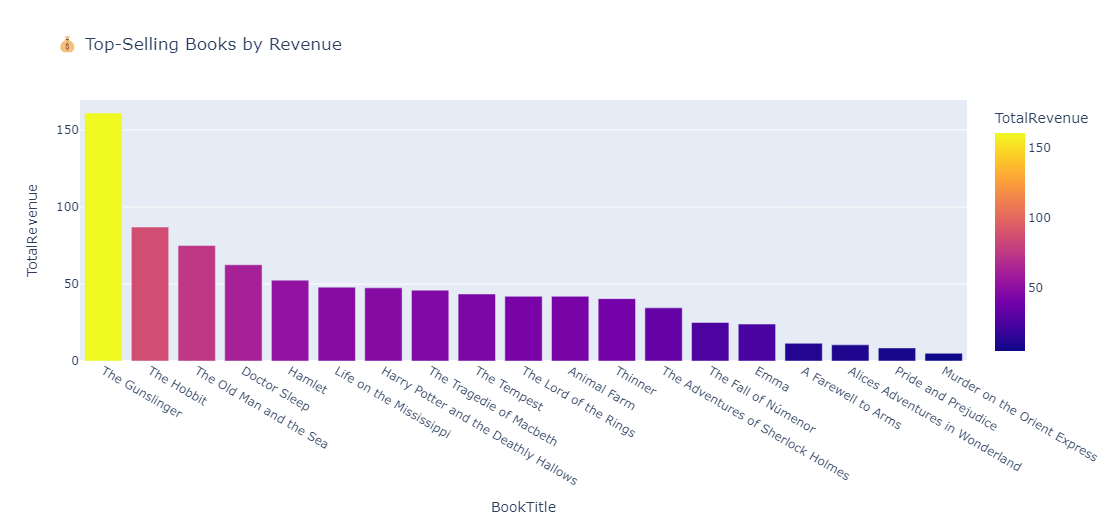 💰 Top-Selling Books by Revenue
TotalRevenue
150
100
50
0
TotalRevenue
150
100
50
The Gunslinger
The Hobbit
The Old Man and the Sea
Doctor Sleep
Hamlet
Life on the Mississippi
Harry Potter and the Deathly Hallows
The Tragedie of Macbeth
The Tempest
The Lord of the Rings
Animal Farm
Thinner
The Adventures of Sherlock Holmes
The Fall of Númenor
Emma
A Farewell to Arms
Alices Adventures in Wonderland
Pride and Prejudice
Murder on the Orient Express
BookTitle